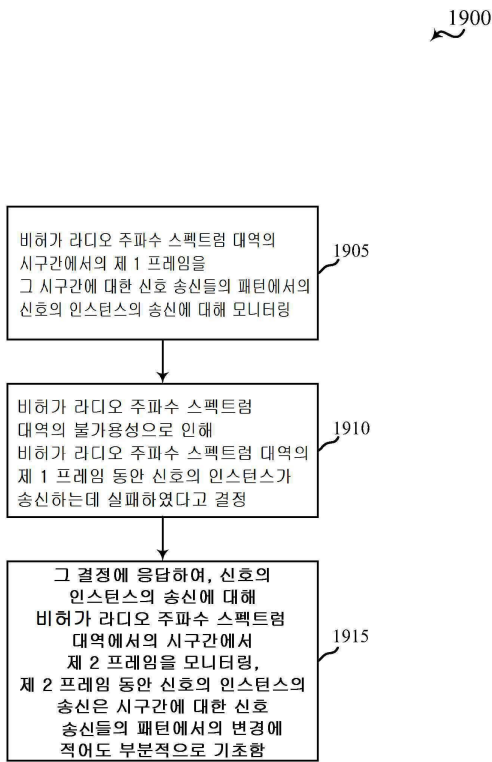 1900
비허가 라디오 주파수 스펙트럼 대역의
시구간에서의 제 1 프레임을
그 시구간에 대한 신호 송신들의 패턴에서의
신호의 인스턴스의 송신에 대해 모니터링
1905
비허가 라디오 주파수 스펙트럼
대역의 불가용성으로 인해
비허가 라디오 주파수 스펙트럼 대역의
제 1 프레임 동안 신호의 인스턴스가
송신하는데 실패하였다고 결정
1910
그 결정에 응답하여, 신호의
인스턴스의 송신에 대해
비허가 라디오 주파수 스펙트럼
대역에서의 시구간에서
제 2 프레임을 모니터링,
제 2 프레임 동안 신호의 인스턴스의
송신은 시구간에 대한 신호
송신들의 패턴에서의 변경에
적어도 부분적으로 기초함
1915